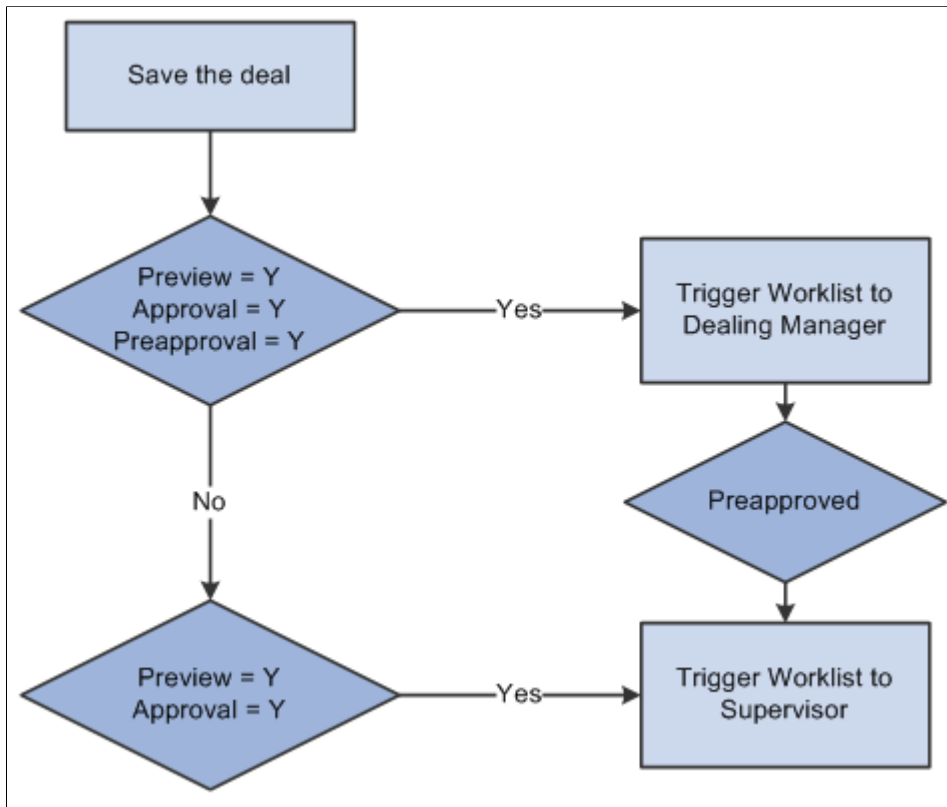 Save the deal
Preview = Y
Approval = Y
Preapproval = Y
Yes
Trigger Worklist to
Dealing Manager
No
Preapproved
Preview = Y
Approval = Y
Yes
Trigger Worklist to
Supervisor